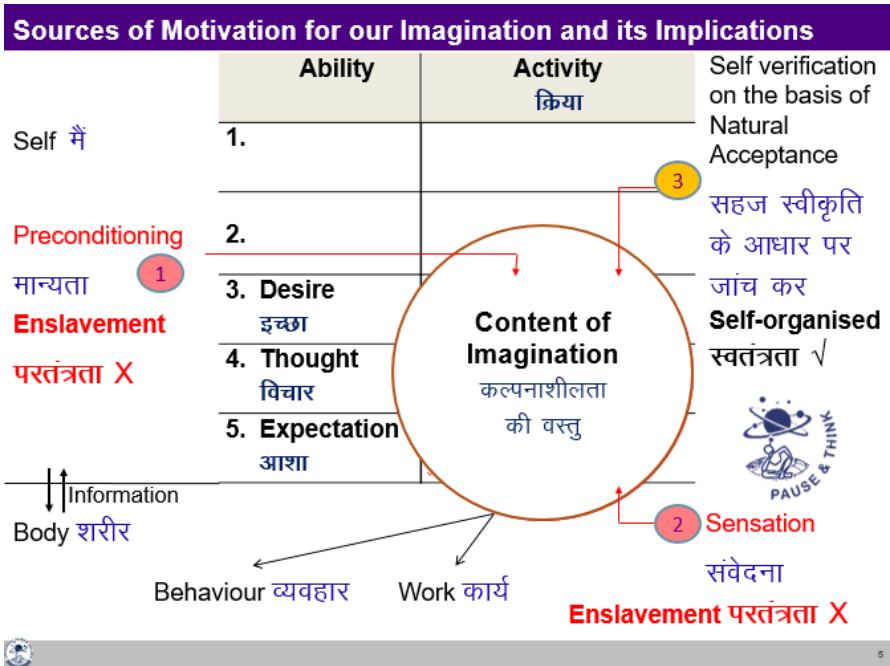 Sources of Motivation for our Imagination and its Implications
Ability
Activity
क्रिया
Self verification
on the basis of
Natural
Acceptance
Self मैं
1.
3
सहज स्वीकृति
के आधार पर
जांच कर
Preconditioning
2.
मान्यता
1
Enslavement
परतंत्रता X
3. Desire
इच्छा
4. Thought
विचार
5. Expectation
आशा
Content of
Imagination
कल्पनाशीलता
की वस्तु
Self-organised
स्वतंत्रता √
PAUSE & THINK
Information
Body शरीर
2 Sensation
संवेदना
Behaviour व्यवहार
Work कार्य
Enslavement परतंत्रता X
5